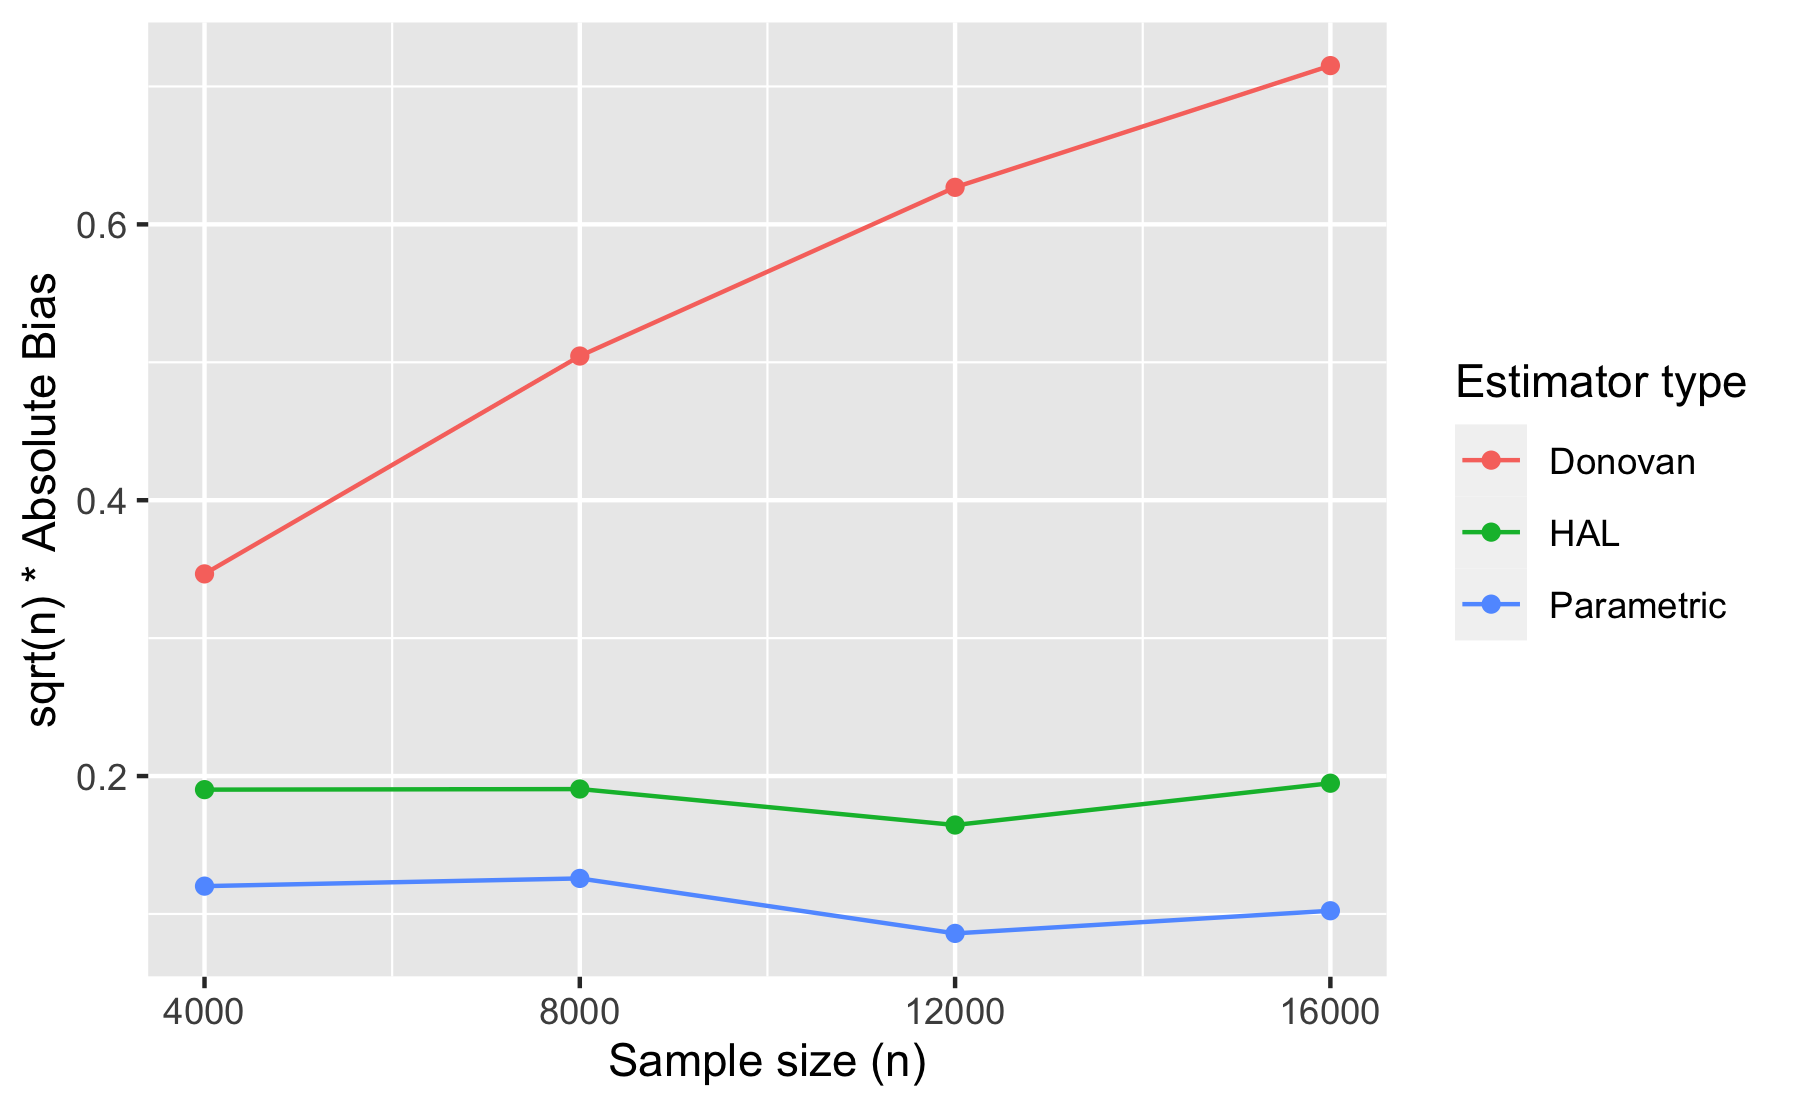 sqrt(n) * Absolute Bias
0.6
0.4
0.2
4000 8000 12000 16000
Sample size (n)
Estimator type
Donovan
HAL
Parametric